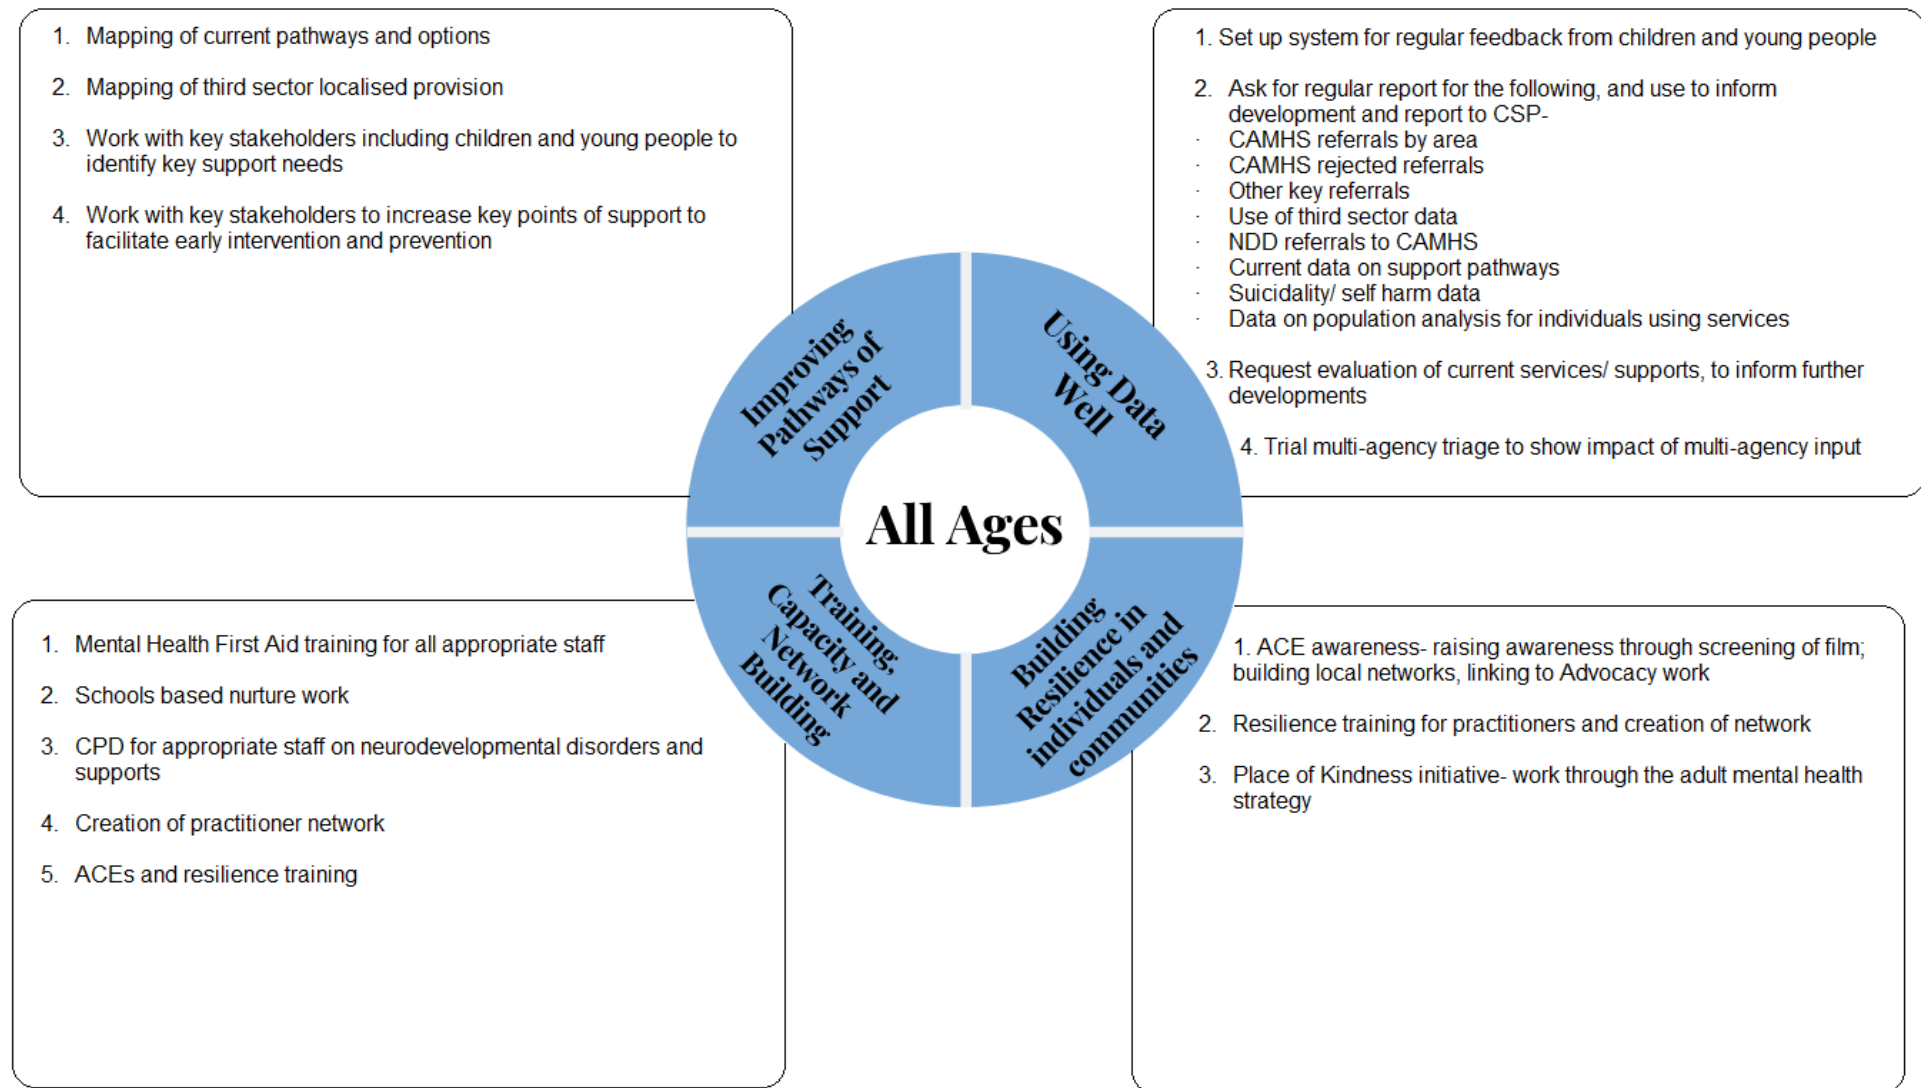 1. Mapping of current pathways and options
2. Mapping of third sector localised provision
3. Work with key stakeholders including children and young people to
identify key support needs
4. Work with key stakeholders to increase key points of support to
facilitate early intervention and prevention
1. Set up system for regular feedback from children and young people
2. Ask for regular report for the following, and use to inform
development and report to CSP-
· CAMHS referrals by area
· CAMHS rejected referrals
· Other key referrals
· Use of third sector data
· NDD referrals to CAMHS
· Current data on support pathways
· Suicidality/ self harm data
· Data on population analysis for individuals using services
3. Request evaluation of current services/ supports, to inform further
developments
4. Trial multi-agency triage to show impact of multi-agency input
Improving
Pathways of
Support
Using Data
Well
All Ages
Training,
Capacity and
Network
Building
Building
Resilience in
individuals and
communities
1. Mental Health First Aid training for all appropriate staff
2. Schools based nurture work
3. CPD for appropriate staff on neurodevelopmental disorders and
supports
4. Creation of practitioner network
5. ACEs and resilience training
1. ACE awareness- raising awareness through screening of film;
building local networks, linking to Advocacy work
2. Resilience training for practitioners and creation of network
3. Place of Kindness initiative- work through the adult mental health
strategy